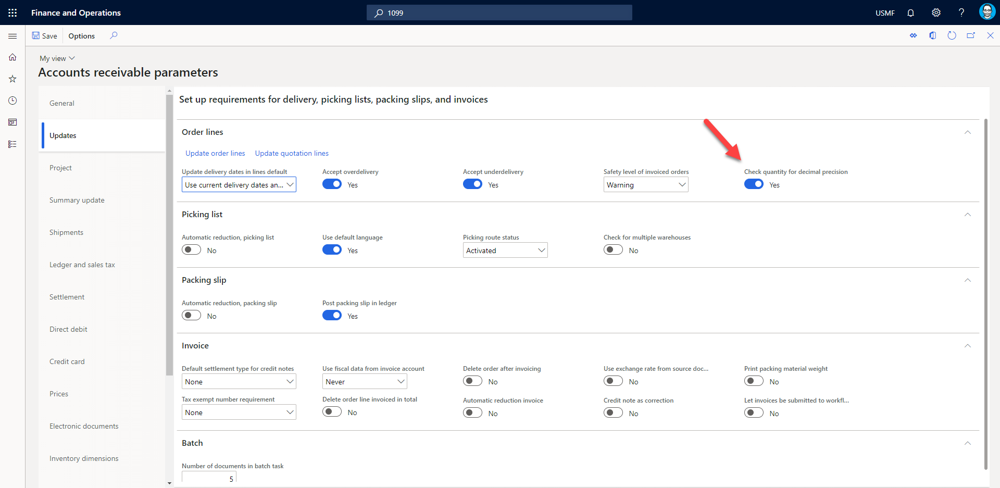 Finance and Operations
1099
USMF
?
Save
Options
My view
Accounts receivable parameters
General
Updates
Project
Summary update
Shipments
Ledger and sales tax
Settlement
Direct debit
Credit card
Prices
Electronic documents
Inventory dimensions
Set up requirements for delivery, picking lists, packing slips, and invoices
Order lines
Update order lines Update quotation lines
Update delivery dates in lines default
Use current delivery dates an...
Accept overdelivery
Yes
Accept underdelivery
Yes
Safety level of invoiced orders
Warning
Check quantity for decimal precision
Yes
Picking list
Automatic reduction, picking list
No
Use default language
Yes
Picking route status
Activated
Check for multiple warehouses
No
Packing slip
Automatic reduction, packing slip
No
Post packing slip in ledger
Yes
Invoice
Default settlement type for credit notes
None
Use fiscal data from invoice account
Never
Delete order after invoicing
No
Use exchange rate from source doc...
No
Print packing material weight
No
Tax exempt number requirement
None
Delete order line invoiced in total
No
Automatic reduction invoice
No
Credit note as correction
No
Let invoices be submitted to workfl...
No
Batch
Number of documents in batch task
5